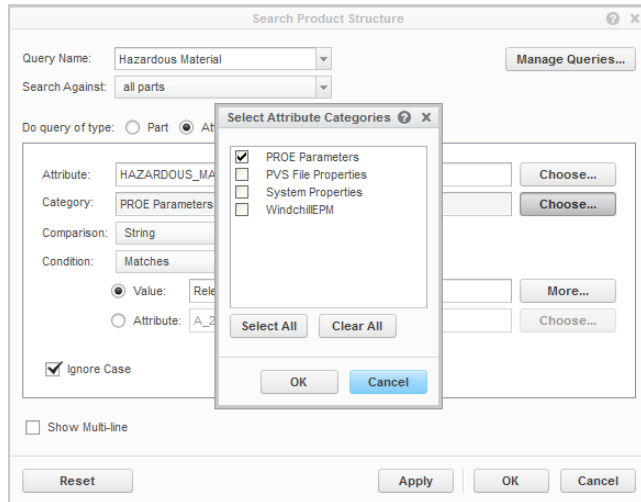 Search Product Structure
Query Name: Hazardous Material Manage Queries...
Search Against: all parts
Select Attribute Categories
Do query of type: Part
PROE Parameters
PVS File Properties
System Properties
WindchillEPM
Attribute: HAZARDOUS_MA Choose...
Category: PROE Parameters Choose...
Comparison: String
Condition: Matches
Value: Rele More...
Attribute: A_2 Choose...
Select All Clear All
Ignore Case
OK Cancel
Show Multi-line
Reset Apply OK Cancel